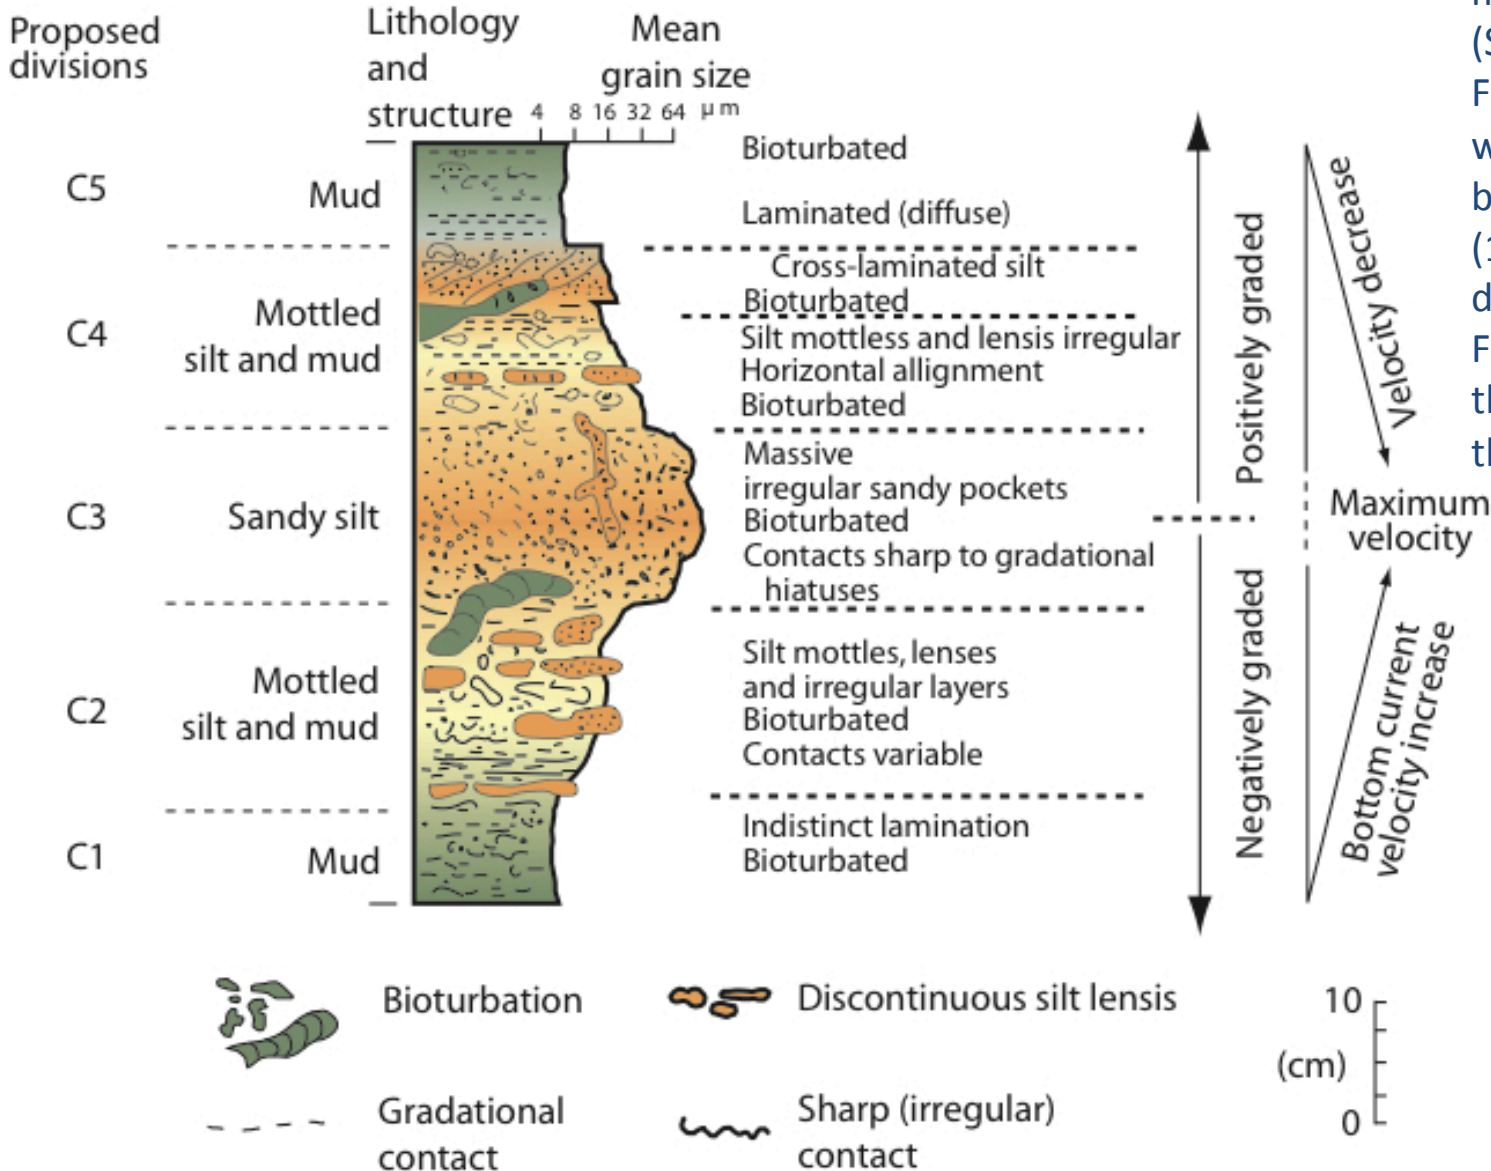 Proposed
divisions
Lithology
and
structure
Mean
grain size
4 8 16 32 64 μm
C5
Mud
Bioturbated
Laminated (diffuse)
C4
Mottled
silt and mud
Cross-laminated silt
Bioturbated
Silt mottless and lensis irregular
Horizontal allignment
Bioturbated
C3
Sandy silt
Massive
irregular sandy pockets
Bioturbated
Contacts sharp to gradational
hiatuses
C2
Mottled
silt and mud
Silt mottles, lenses
and irregular layers
Bioturbated
Contacts variable
C1
Mud
Indistinct lamination
Bioturbated
Positively graded
Negatively graded
Velocity decrease
Maximum
velocity
Bottom current
velocity increase
Bioturbation
Discontinuous silt lensis
Gradational
contact
Sharp (irregular)
contact
10
(cm)
0